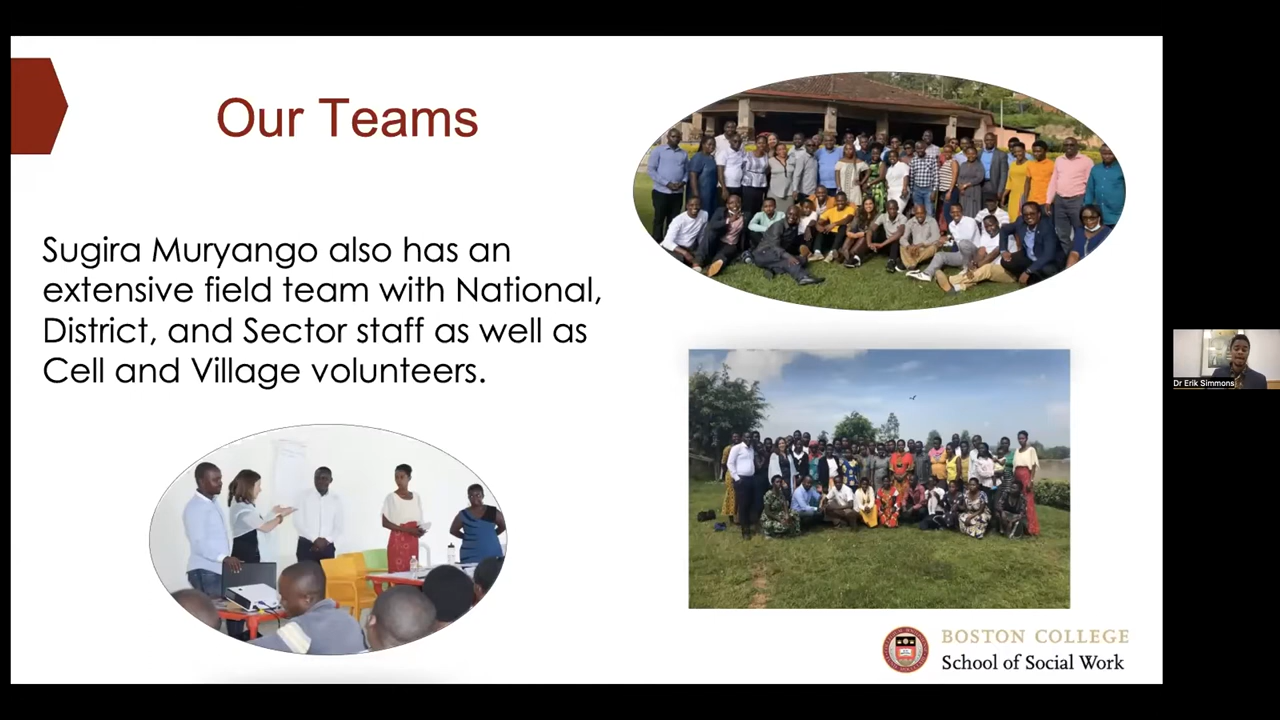 Our Teams
Sugira Muryango also has an
extensive field team with National,
District, and Sector staff as well as
Cell and Village volunteers.
BOSTON COLLEGE
School of Social Work
Dr Erik Simmons